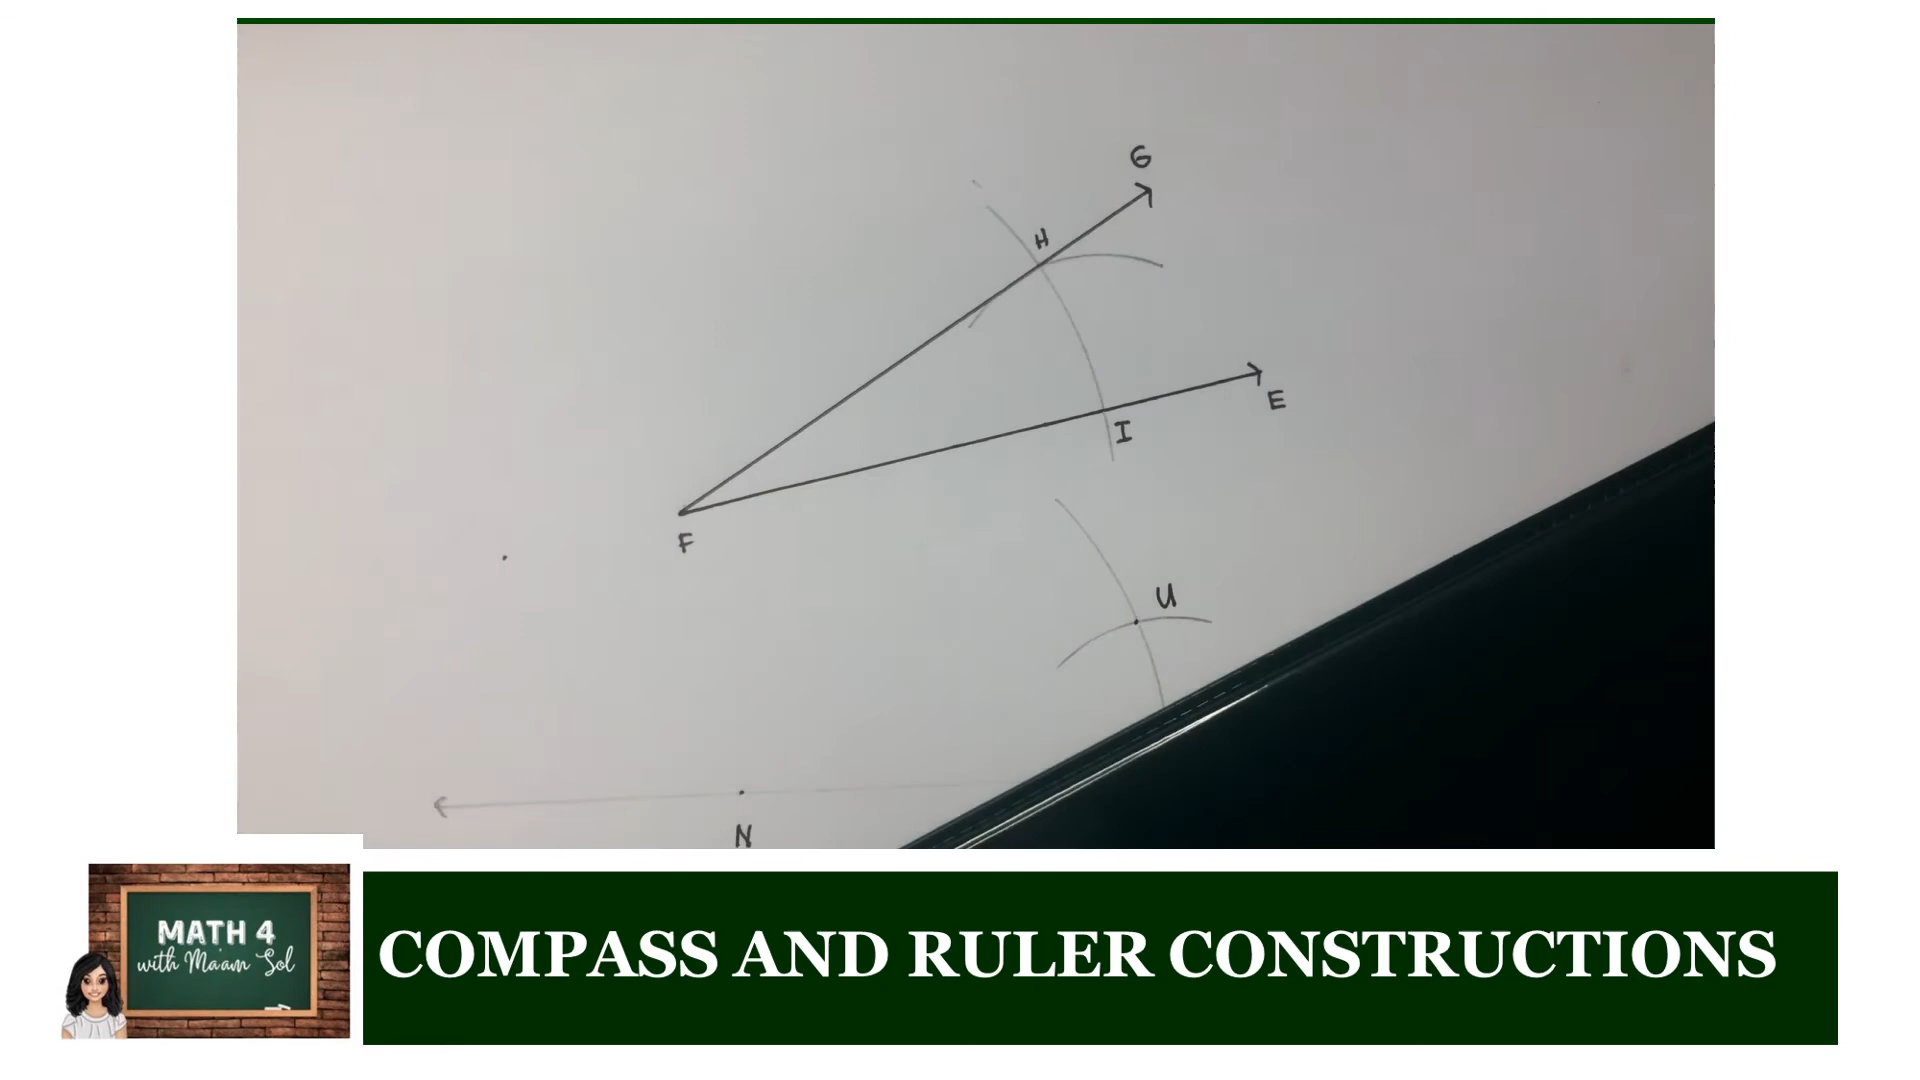 G
H
E
I
F
U
N
MATH 4
with Ma'am Sol
COMPASS AND RULER CONSTRUCTIONS